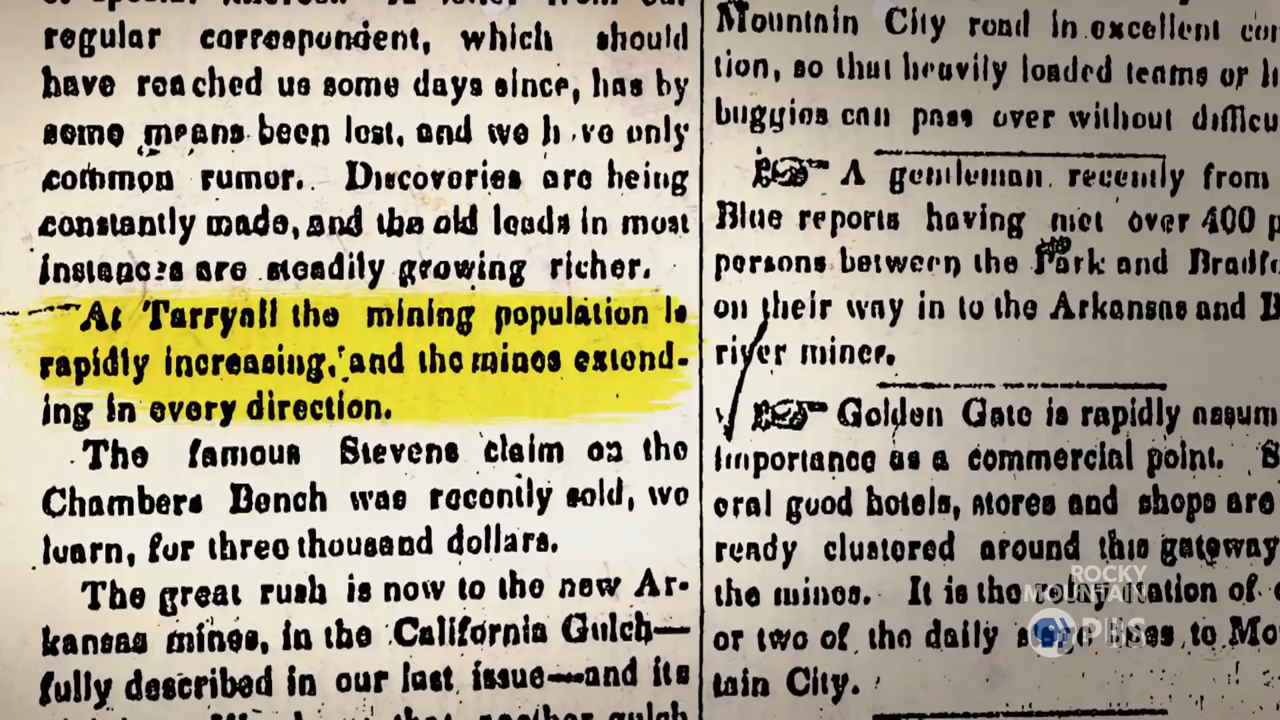 regular correspondent, which should
have reached us some days since, has by
some means been lost, and we h ve only
common rumor. Discoveries are being
constantly made, and the old leads in most
instances are steadily growing richer.
At Tarryall the mining population is
rapidly increasing, and the mines extend-
ing in every direction.
The famous Stevens claim on the
Chambers Bench was recently sold, we
learn, for three thousand dollars.
The great rush is now to the new Ar-
kansas mines, in the California Gulch—
fully described in our last issue—and its
another gulch
Mountain City road in excellent con
tion, so that heavily loaded teams or
buggies can pass over without difficu
A gentleman recently from
Blue reports having met over 400 p
persons between the Park and Bradf
on their way in to the Arkansas and
river mines.
Golden Gate is rapidly assum
importance as a commercial point. S
eral good hotels, stores and shops are
ready clustered around this gateway
the mines. It is the
or two of the daily stage lines to Mo
tain City.
ROCKY
MOUNTAIN
PBS